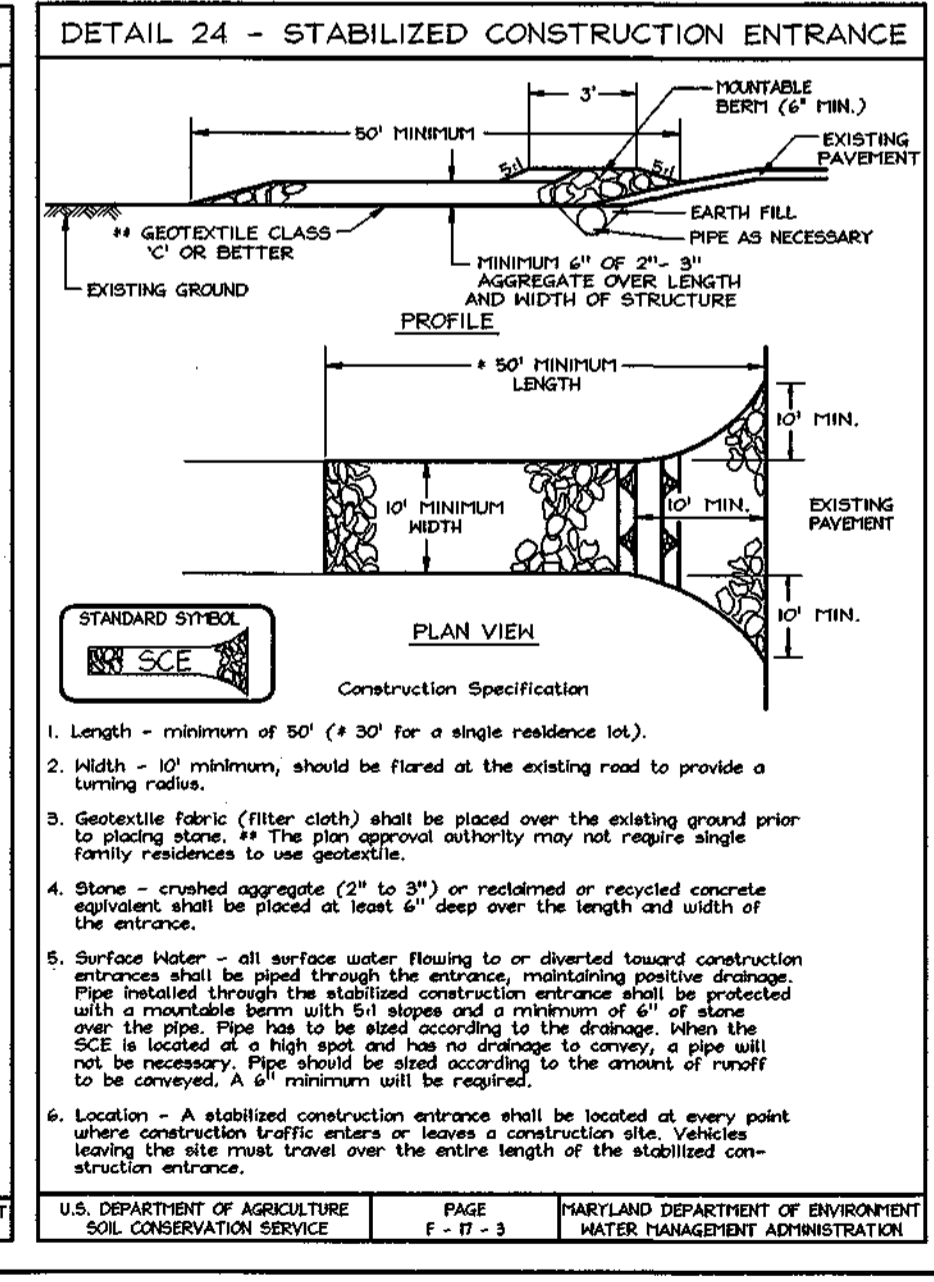 DETAIL 24 - STABILIZED CONSTRUCTION ENTRANCE
3'
MOUNTABLE
BERM (6" MIN.)
50' MINIMUM
EXISTING
PAVEMENT
5:1
5:1
** GEOTEXTILE CLASS
'C' OR BETTER
EARTH FILL
PIPE AS NECESSARY
EXISTING GROUND
MINIMUM 6" OF 2"- 3"
AGGREGATE OVER LENGTH
AND WIDTH OF STRUCTURE
PROFILE
* 50' MINIMUM
LENGTH
10' MIN.
10' MINIMUM
WIDTH
10' MIN.
EXISTING
PAVEMENT
10' MIN.
STANDARD SYMBOL
SCE
PLAN VIEW
Construction Specification
1. Length - minimum of 50' (* 30' for a single residence lot).
2. Width - 10' minimum, should be flared at the existing road to provide a
turning radius.
3. Geotextile fabric (filter cloth) shall be placed over the existing ground prior
to placing stone. ** The plan approval authority may not require single
family residences to use geotextile.
4. Stone - crushed aggregate (2" to 3") or reclaimed or recycled concrete
equivalent shall be placed at least 6" deep over the length and width of
the entrance.
5. Surface Water - all surface water flowing to or diverted toward construction
entrances shall be piped through the entrance, maintaining positive drainage.
Pipe installed through the stabilized construction entrance shall be protected
with a mountable berm with 5:1 slopes and a minimum of 6" of stone
over the pipe. Pipe has to be sized according to the drainage. When the
SCE is located at a high spot and has no drainage to convey, a pipe will
not be necessary. Pipe should be sized according to the amount of runoff
to be conveyed. A 6" minimum will be required.
6. Location - A stabilized construction entrance shall be located at every point
where construction traffic enters or leaves a construction site. Vehicles
leaving the site must travel over the entire length of the stabilized con-
struction entrance.
U.S. DEPARTMENT OF AGRICULTURE
SOIL CONSERVATION SERVICE
PAGE
F - 17 - 3
MARYLAND DEPARTMENT OF ENVIRONMENT
WATER MANAGEMENT ADMINISTRATION
T